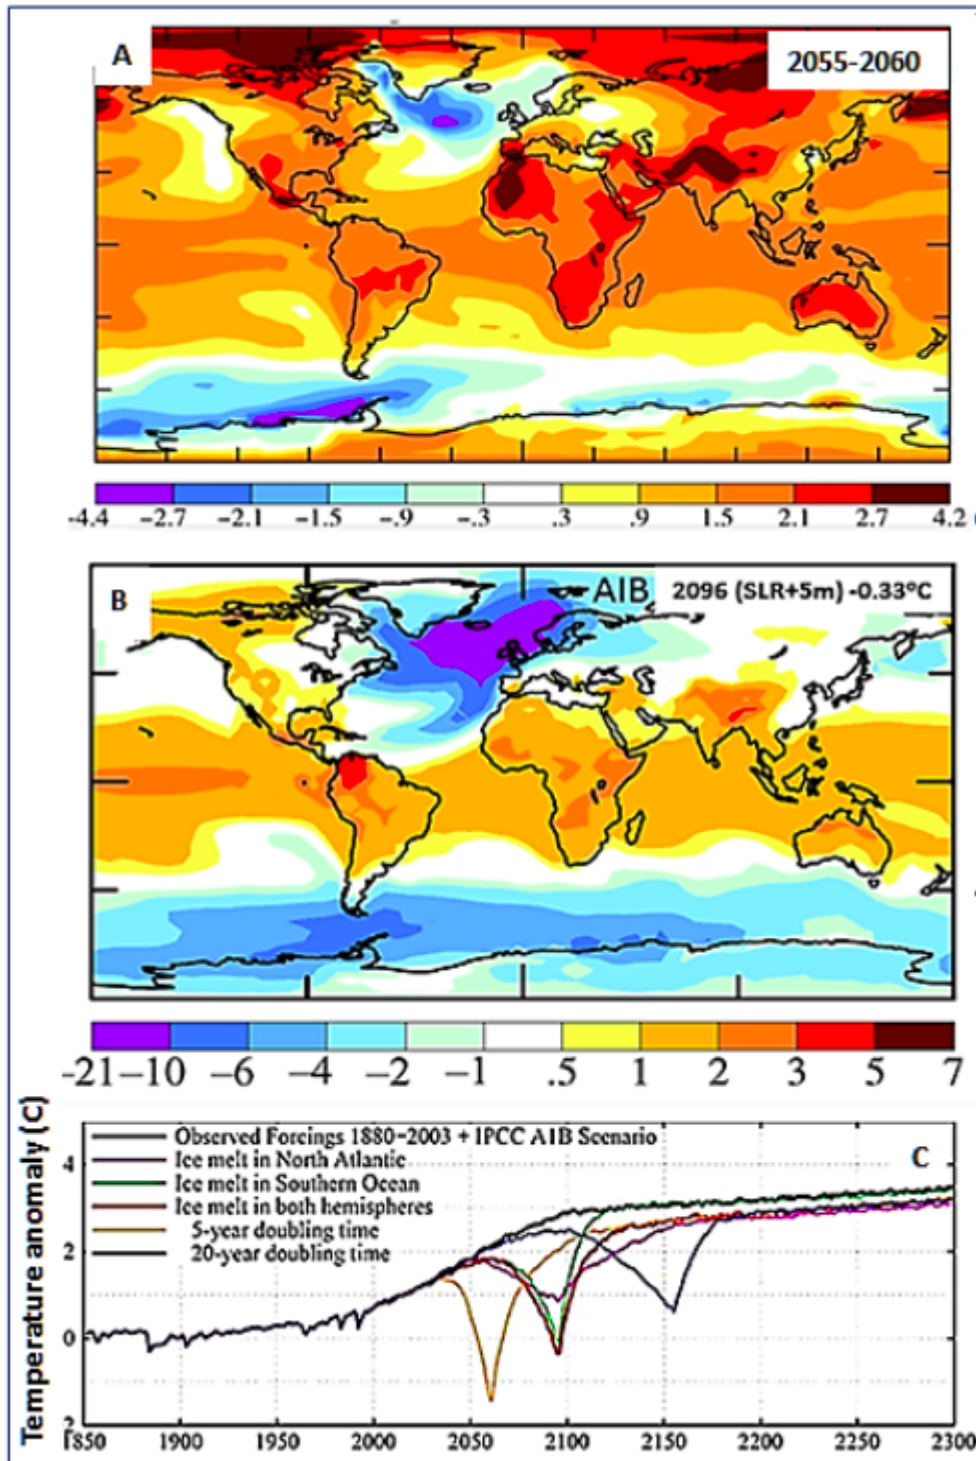 A
2055-2060
-4.4 -2.7 -2.1 -1.5 -.9 -.3 .3 .9 1.5 2.1 2.7 4.2
B
AIB
2096 (SLR+5m) -0.33°C
-21 -10 -6 -4 -2 -1 .5 1 2 3 5 7
Temperature anomaly (C)
Observed Forcings 1880-2003 + IPCC AIB Scenario
C
Ice melt in North Atlantic
Ice melt in Southern Ocean
Ice melt in both hemispheres
5-year doubling time
20-year doubling time
4
2
0
2
1850 1900 1950 2000 2050 2100 2150 2200 2250 2300